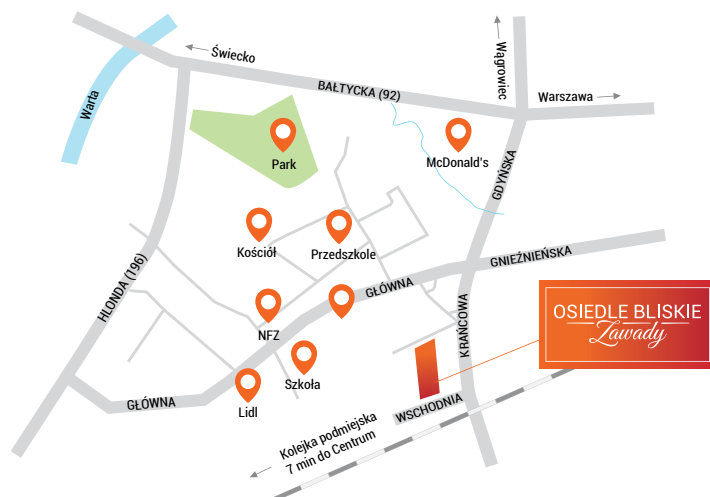 Świecko
Wągrowiec
BAŁTYCKA (92)
Warszawa
Warta
Park
McDonald's
GDYŃSKA
Kościół
Przedszkole
GNIEŹNIEŃSKA
HLONDA (196)
GŁÓWNA
OSIEDLE BLISKIE
Zawady
NFZ
KRAŃCOWA
Szkoła
Lidl
GŁÓWNA
WSCHODNIA
Kolejka podmiejska
7 min do Centrum